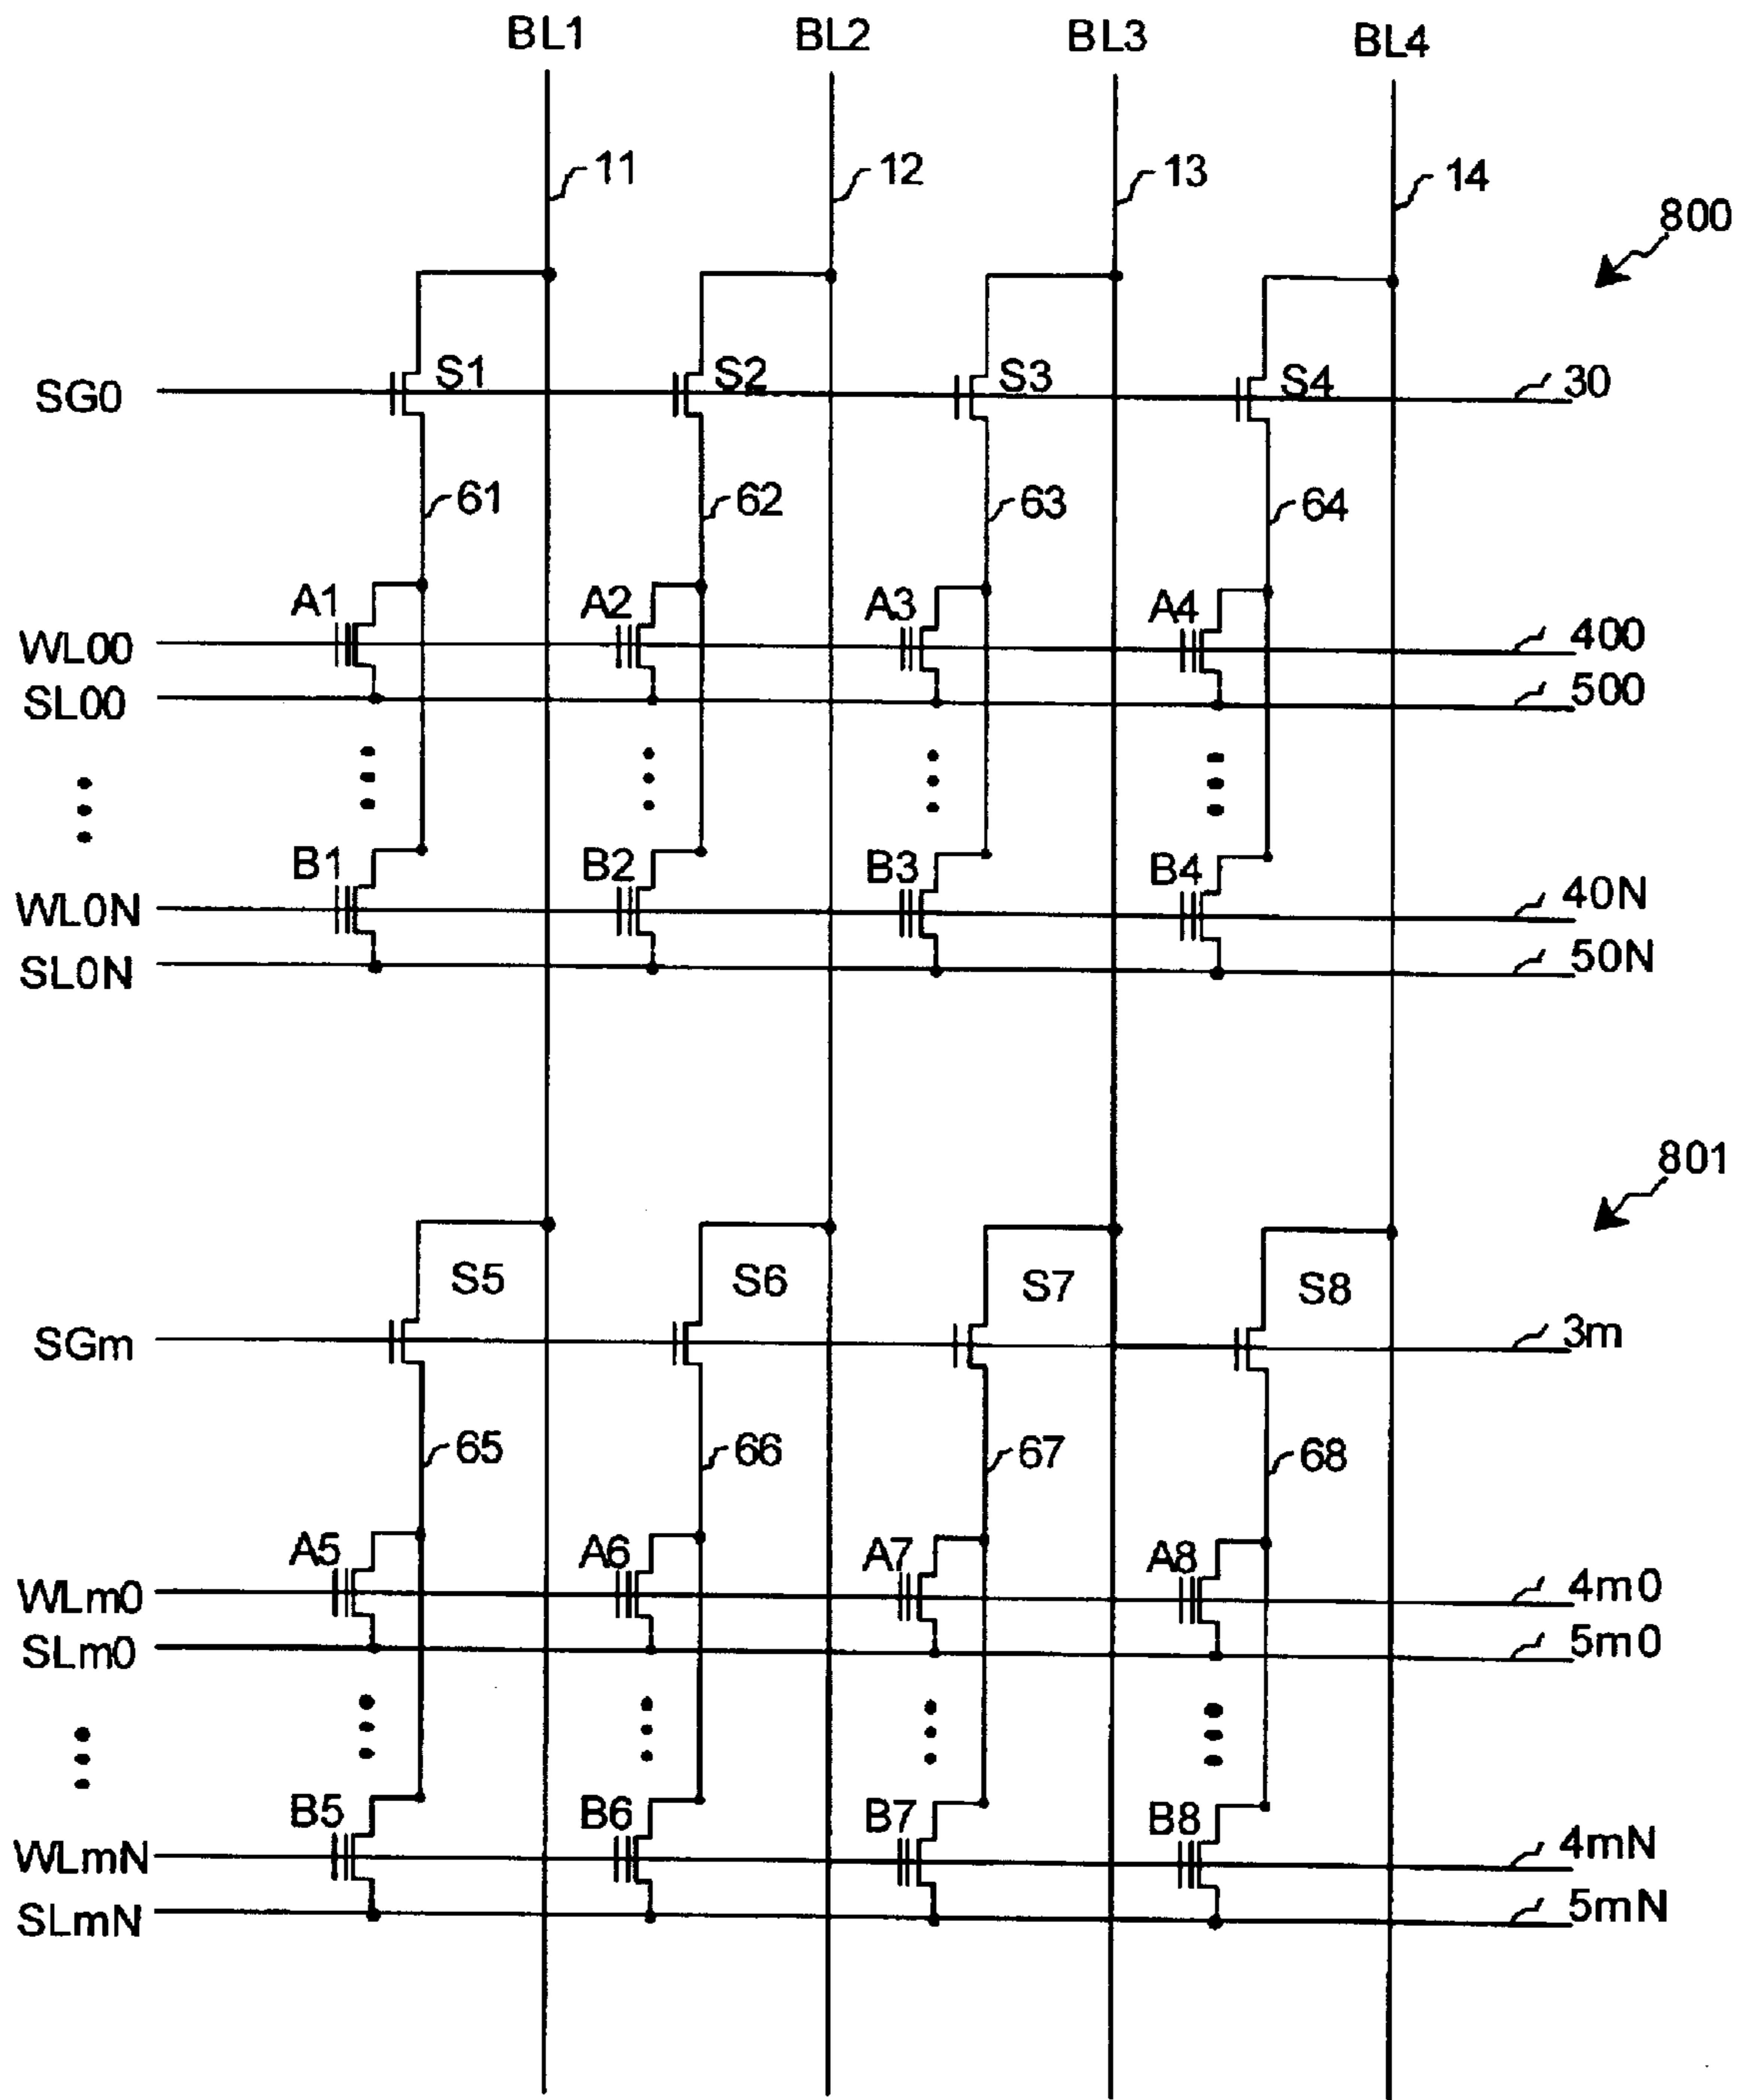 BL1 BL2 BL3 BL4
11 12 13 14
800
SG0 S1 S2 S3 S4 30
61 62 63 64
A1 A2 A3 A4
WL00 400
SL00 500
B1 B2 B3 B4
WL0N 40N
SL0N 50N
801
S5 S6 S7 S8
SGm 3m
65 66 67 68
A5 A6 A7 A8
WLm0 4m0
SLm0 5m0
B5 B6 B7 B8
WLmN 4mN
SLmN 5mN